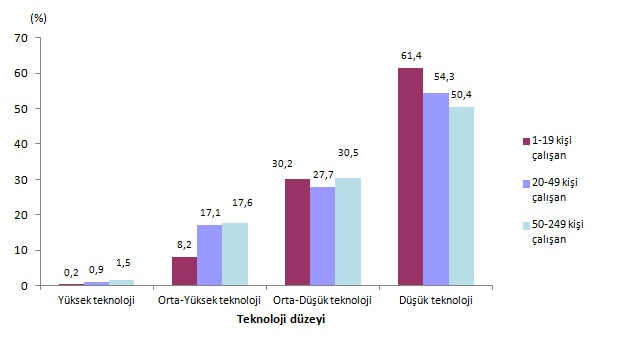 (%)
70
60
50
40
30
20
10
0
0,2
0,9
1,5
8,2
17,1
17,6
30,2
27,7
30,5
61,4
54,3
50,4
Yüksek teknoloji
Orta-Yüksek teknoloji
Orta-Düşük teknoloji
Düşük teknoloji
Teknoloji düzeyi
1-19 kişi
çalışan
20-49 kişi
çalışan
50-249 kişi
çalışan